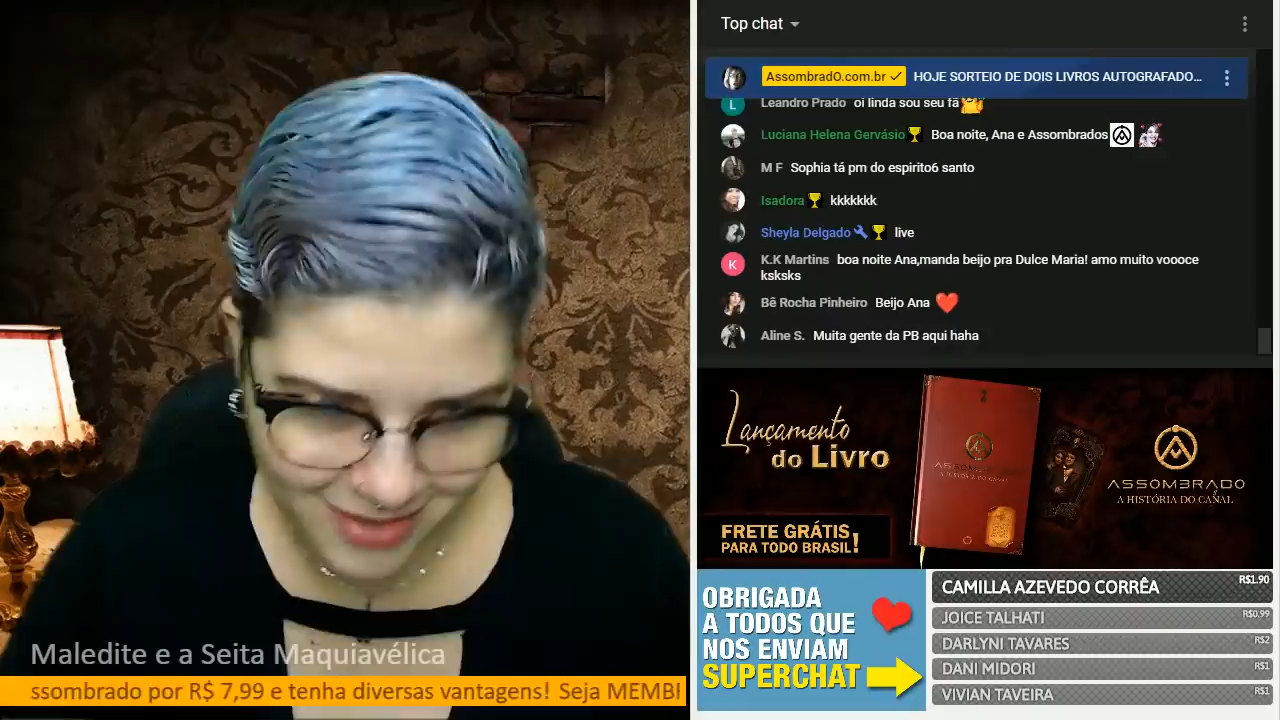 Top chat
AssombradO.com.br HOJE SORTEIO DE DOIS LIVROS AUTOGRAFADO...
Leandro Prado oi linda sou seu fã
Luciana Helena Gervásio Boa noite, Ana e Assombrados
M F Sophia tá pm do espirito6 santo
Isadora kkkkkkk
Sheyla Delgado live
K
K.K Martins boa noite Ana,manda beijo pra Dulce Maria! amo muito voooce
ksksks
Bê Rocha Pinheiro Beijo Ana
Aline S. Muita gente da PB aqui haha
Lançamento
do Livro
FRETE GRÁTIS
PARA TODO BRASIL!
ASSOMBRADO
A HISTÓRIA DO CANAL
OBRIGADA
A TODOS QUE
NOS ENVIAM
SUPERCHAT
CAMILLA AZEVEDO CORRÊA R$1.90
JOICE TALHATI R$0.99
DARLYNI TAVARES R$2
DANI MIDORI R$1
VIVIAN TAVEIRA R$1
Maledite e a Seita Maquiavélica
ssombrado por R$ 7,99 e tenha diversas vantagens! Seja MEMB